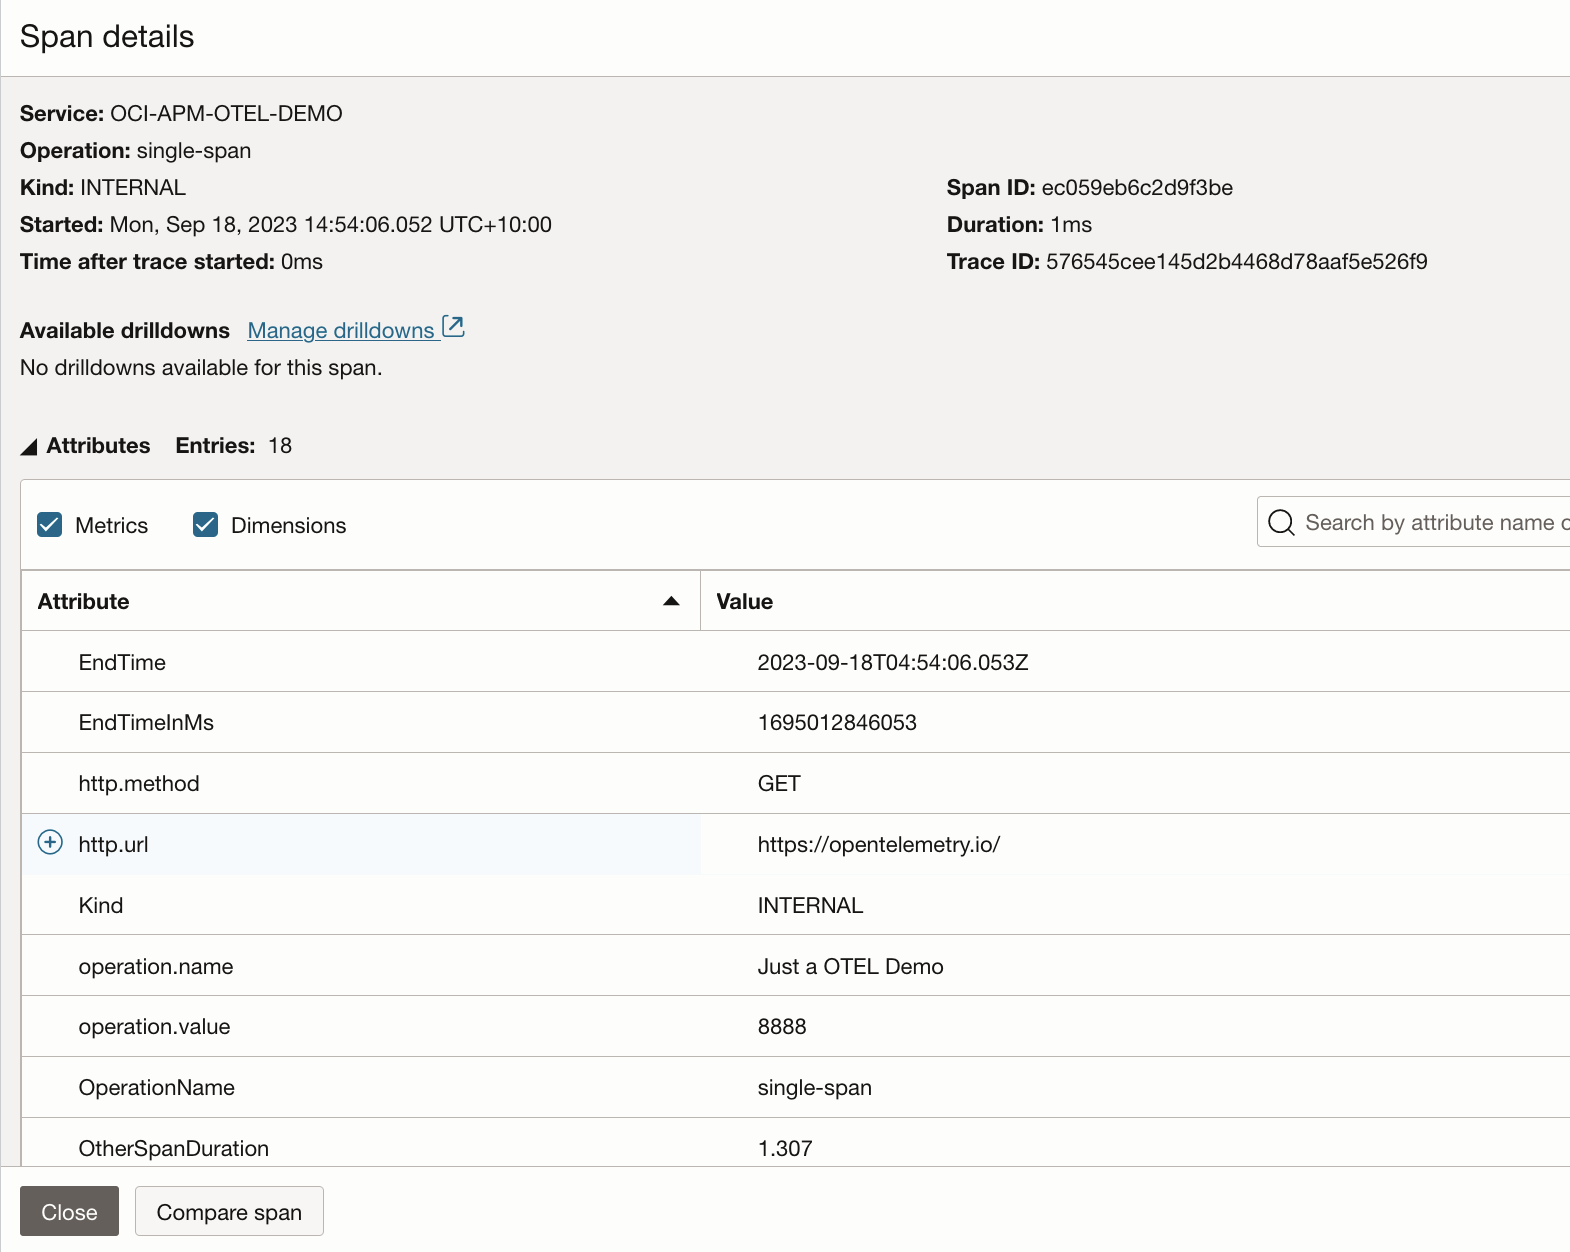 Span details
Service: OCI-APM-OTEL-DEMO
Operation: single-span
Kind: INTERNAL
Span ID: ec059eb6c2d9f3be
Started: Mon, Sep 18, 2023 14:54:06.052 UTC+10:00
Duration: 1ms
Time after trace started: 0ms
Trace ID: 576545cee145d2b4468d78aaf5e526f9
Available drilldowns Manage drilldowns
No drilldowns available for this span.
Attributes Entries: 18
Metrics Dimensions Search by attribute name
Attribute Value
EndTime 2023-09-18T04:54:06.053Z
EndTimeInMs 1695012846053
http.method GET
http.url https://opentelemetry.io/
Kind INTERNAL
operation.name Just a OTEL Demo
operation.value 8888
OperationName single-span
OtherSpanDuration 1.307
Close Compare span